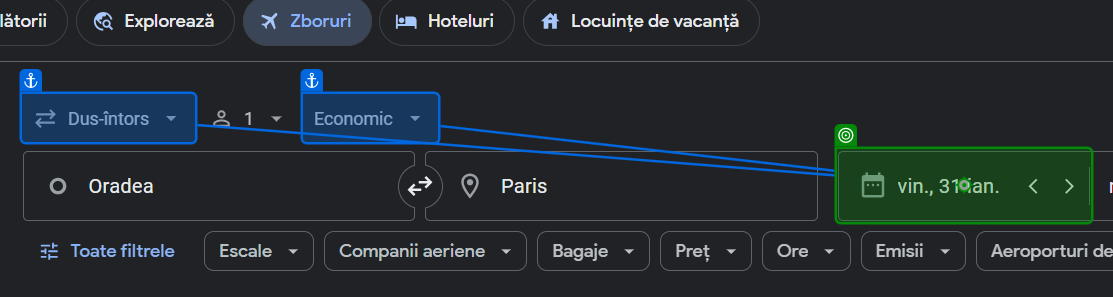 lătorii Explorează Zboruri Hoteluri Locuințe de vacanță
Dus-întors 1 Economic
Oradea Paris vin., 31 ian.
Toate filtrele Escale Companii aeriene Bagaje Preț Ore Emisii Aeroporturi de